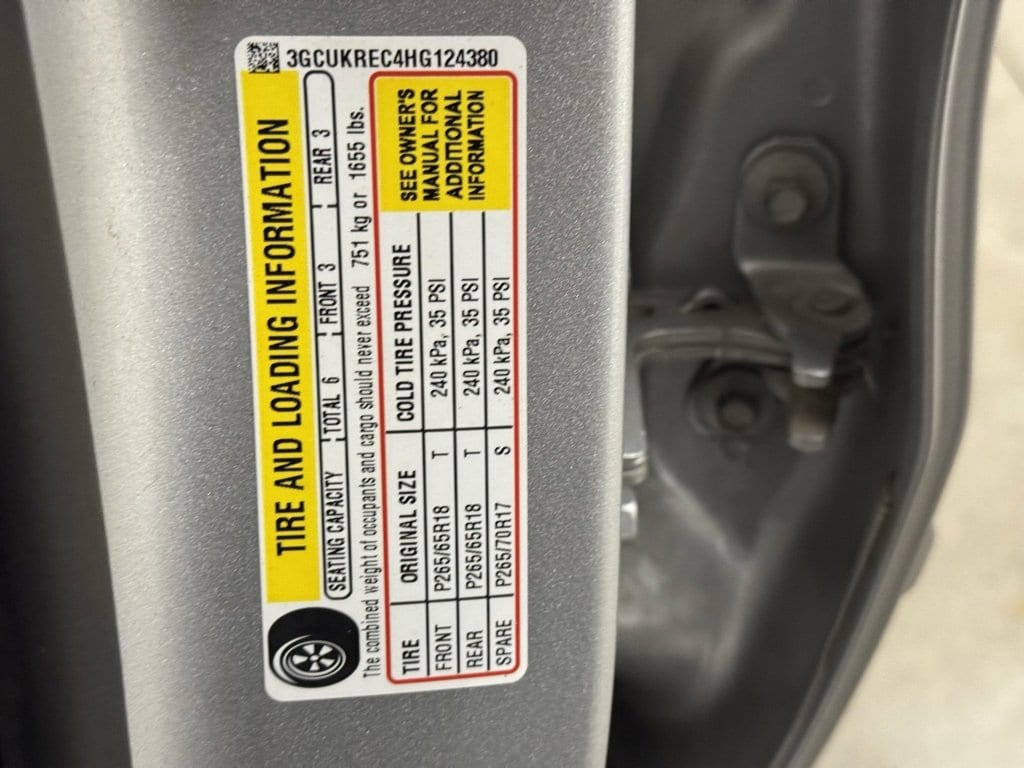 3GCUKREC4HG124380
TIRE AND LOADING INFORMATION
SEATING CAPACITY TOTAL 6 FRONT 3 REAR 3
The combined weight of occupants and cargo should never exceed 751 kg or 1655 lbs.
TIRE ORIGINAL SIZE COLD TIRE PRESSURE
FRONT P265/65R18 T 240 kPa, 35 PSI
REAR P265/65R18 T 240 kPa, 35 PSI
SPARE P265/70R17 S 240 kPa, 35 PSI
SEE OWNER'S
MANUAL FOR
ADDITIONAL
INFORMATION